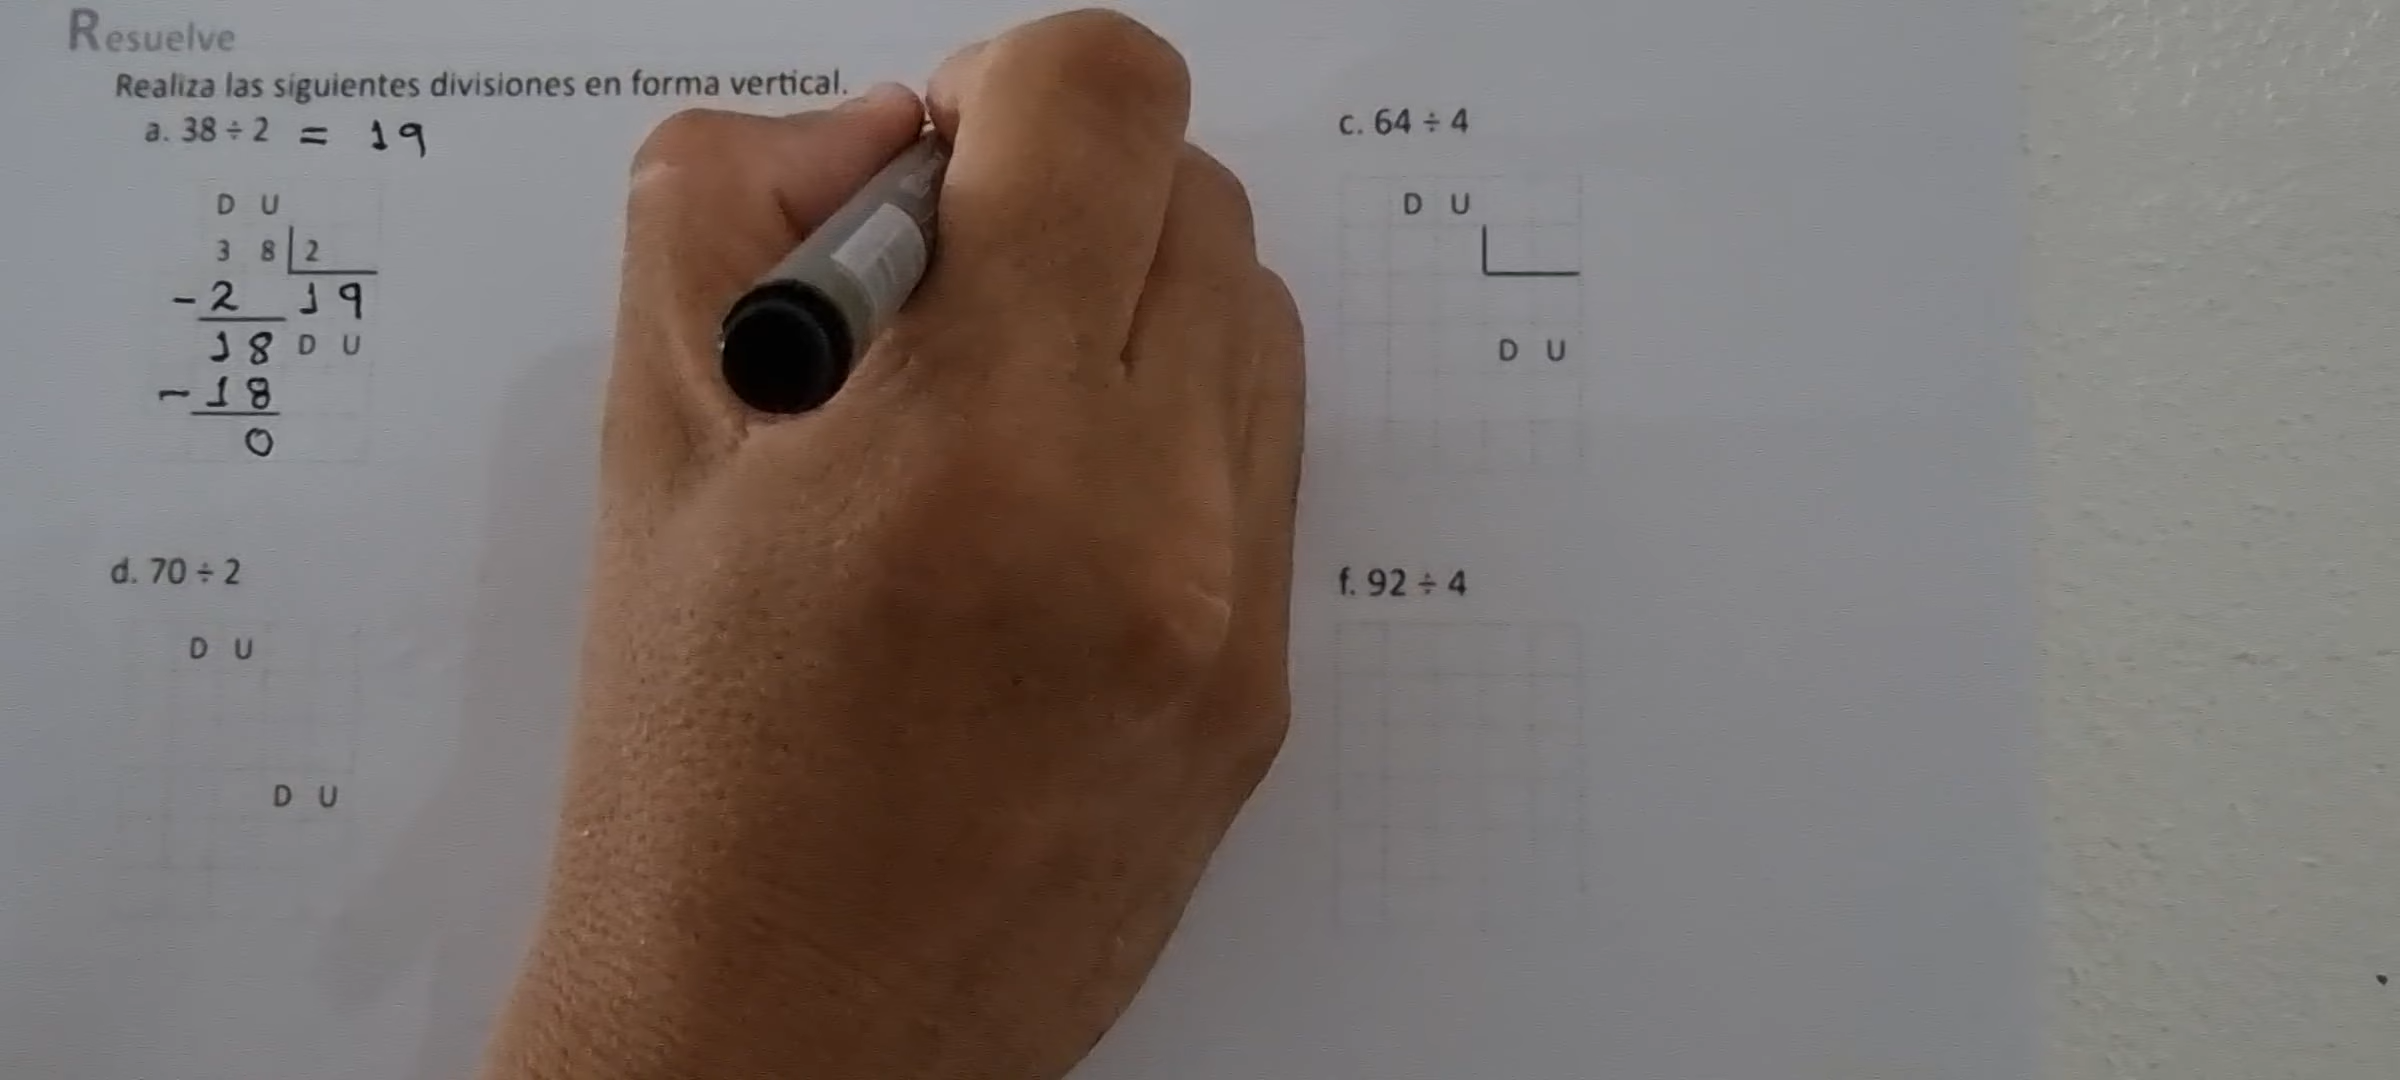 Resuelve
Realiza las siguientes divisiones en forma vertical.
a. 38 ÷ 2 = 19
D U
3 8 2
- 2 19
18 D U
- 18
0
c. 64 ÷ 4
D U
D U
d. 70 ÷ 2
D U
D U
f. 92 ÷ 4